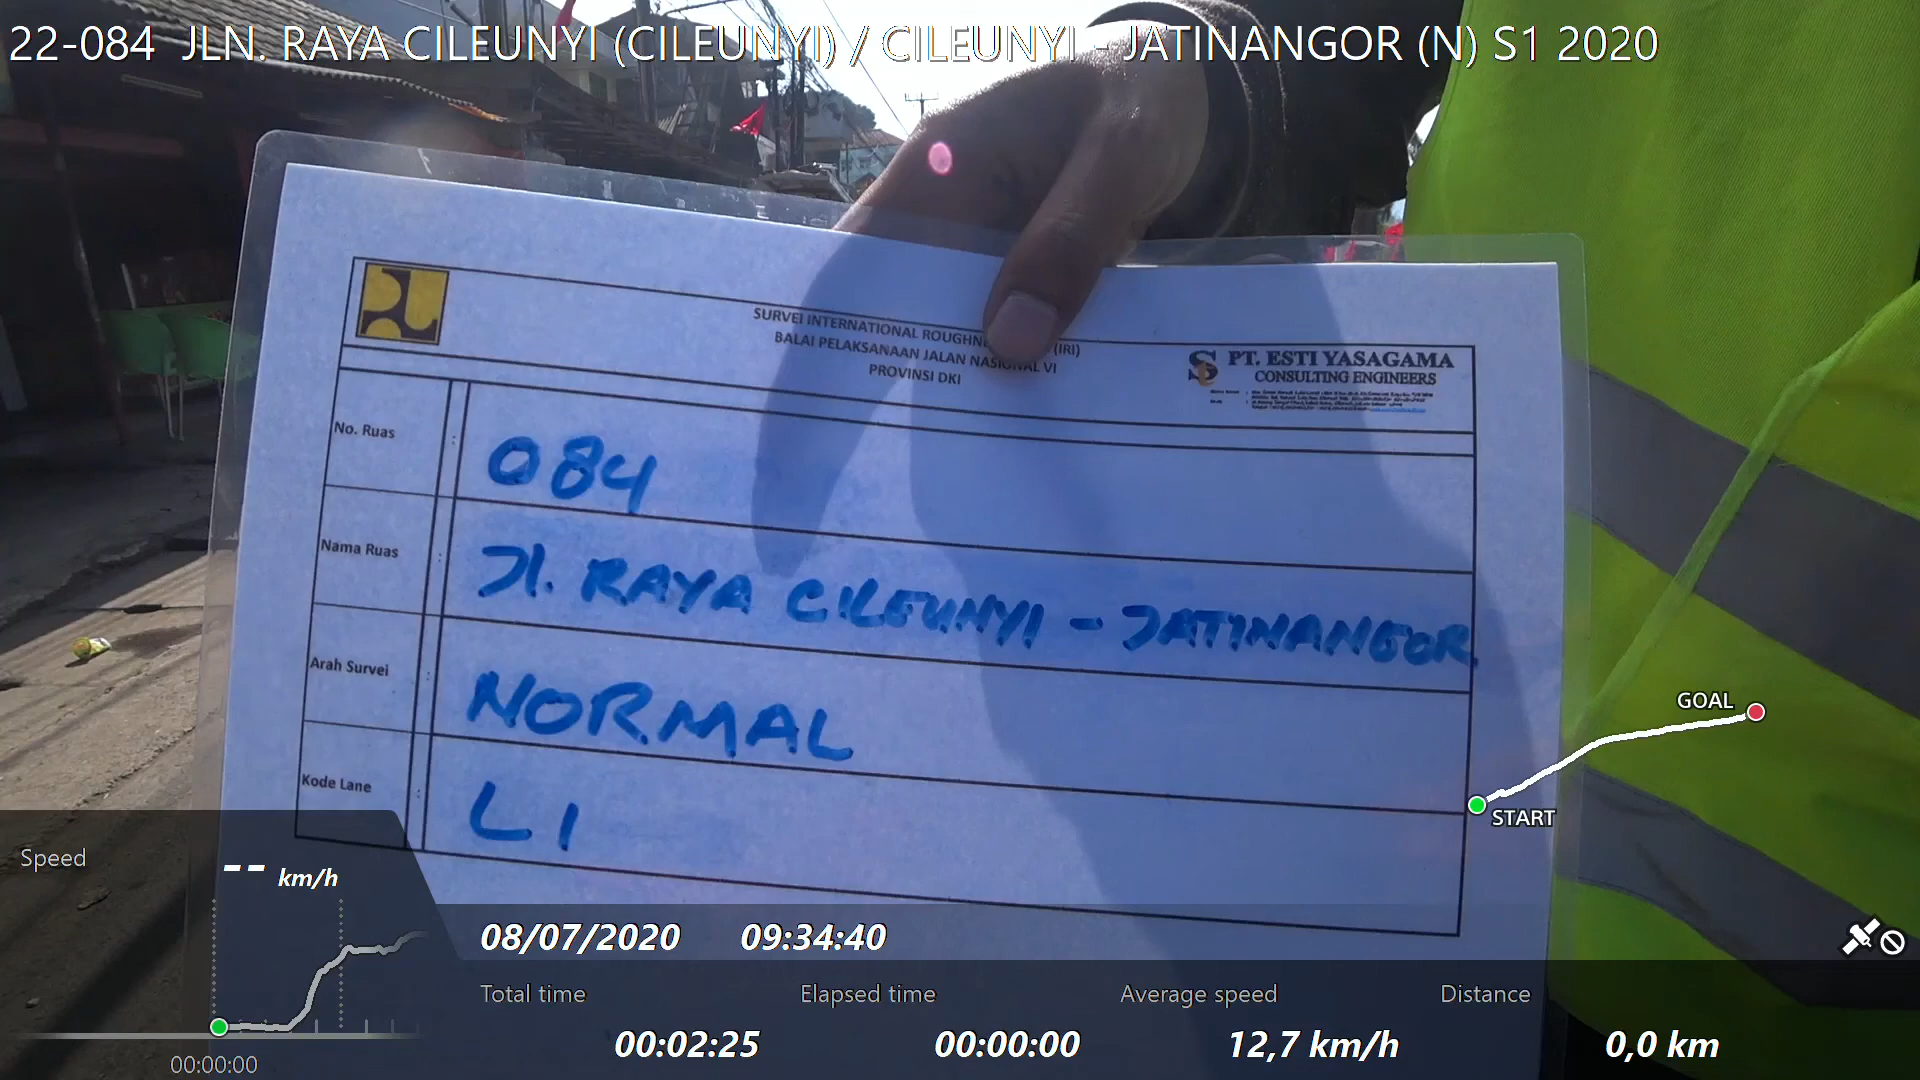 22-084 JLN. RAYA CILEUNYI (CILEUNYI) / CILEUNYI - JATINANGOR (N) S1 2020
SURVEI INTERNATIONAL ROUGHN (IRI)
BALAI PELAKSANAAN JALAN NASIONAL VI
PROVINSI DKI
PT. ESTI YASAGAMA
CONSULTING ENGINEERS
No. Ruas : 084
Nama Ruas : Jl. RAYA CILEUNYI - JATINANGOR
Arah Survei : NORMAL
Kode Lane : L1
GOAL
START
Speed
-- km/h
00:00:00
08/07/2020 09:34:40
Total time Elapsed time Average speed Distance
00:02:25 00:00:00 12,7 km/h 0,0 km